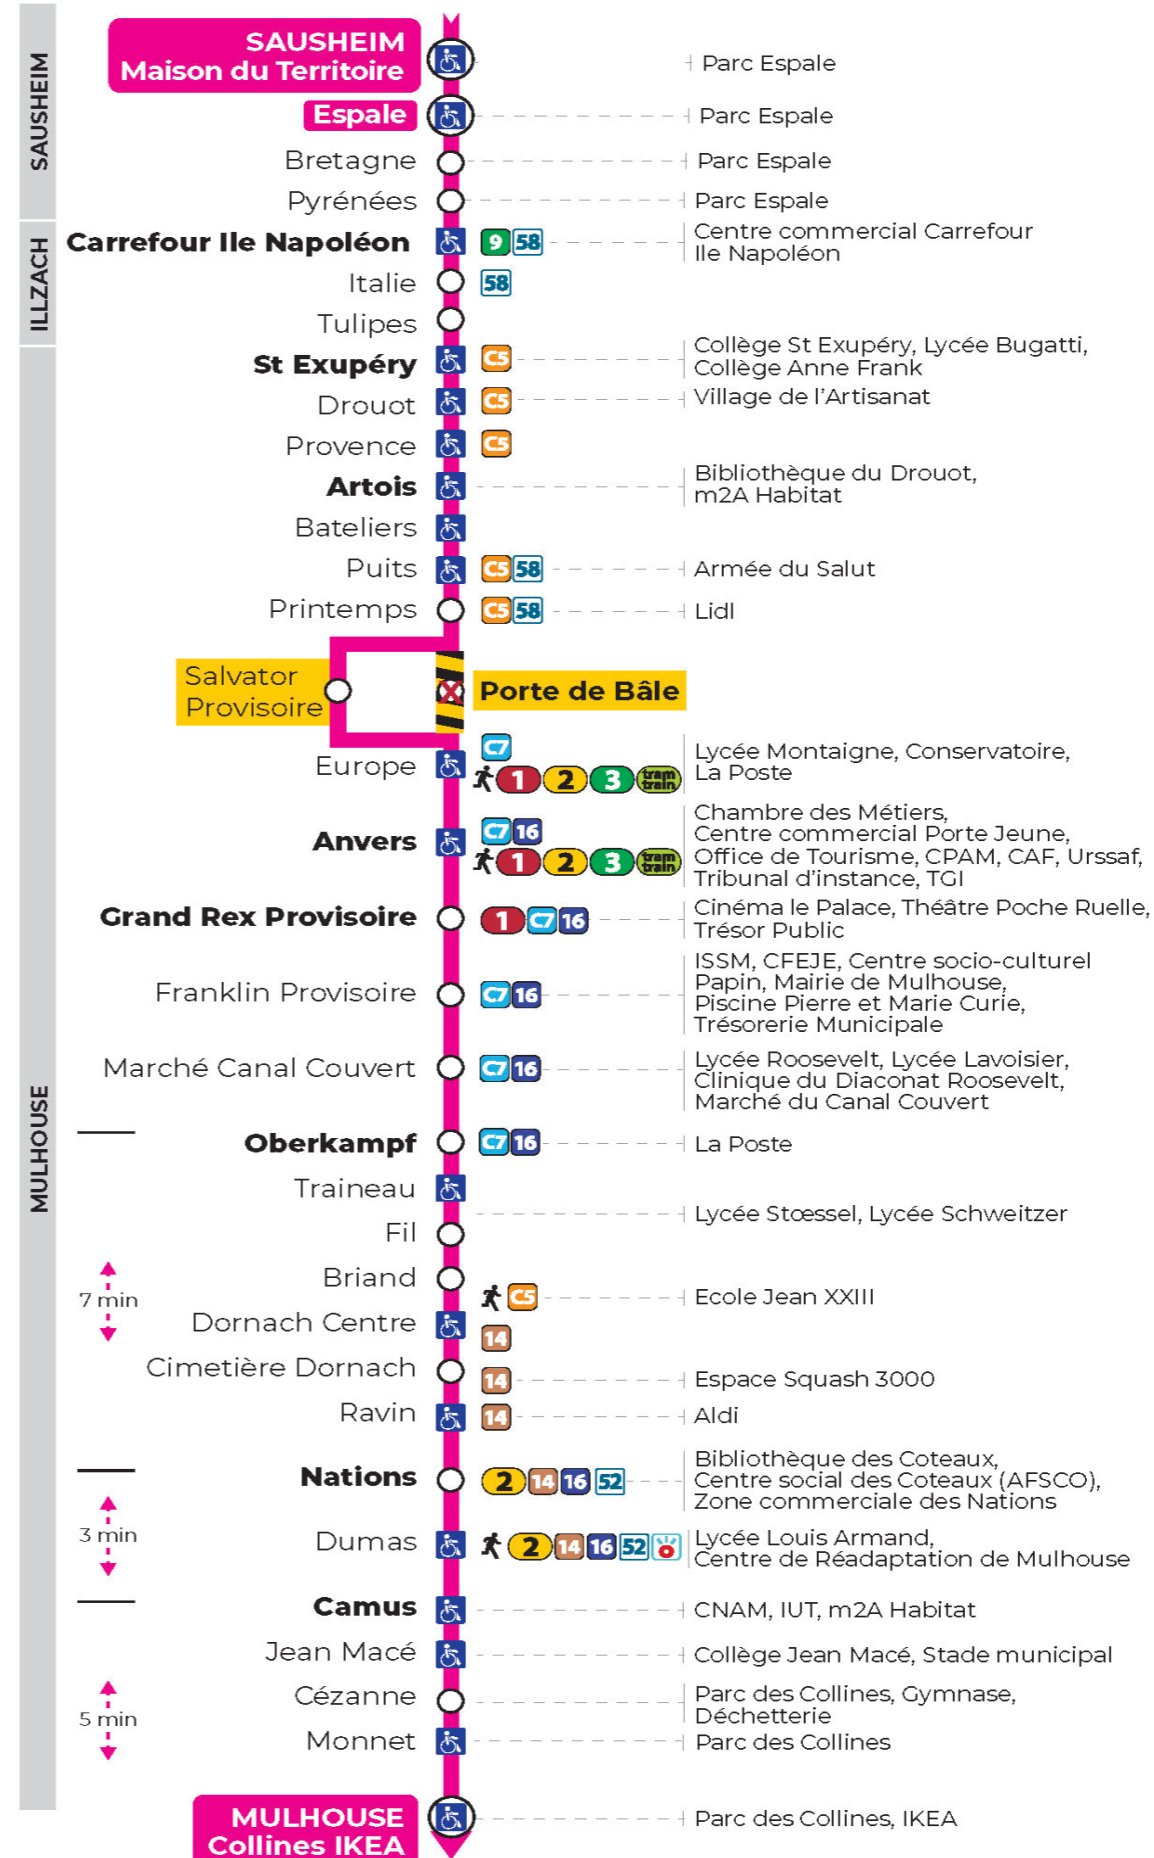 SAUSHEIM
SAUSHEIM
Maison du Territoire
Parc Espale
Espale
Parc Espale
Bretagne
Parc Espale
Pyrénées
Parc Espale
ILLZACH
Carrefour Ile Napoléon
9 58
Centre commercial Carrefour
Ile Napoléon
Italie
58
Tulipes
MULHOUSE
St Exupéry
C5
Collège St Exupéry, Lycée Bugatti,
Collège Anne Frank
Drouot
C5
Village de l'Artisanat
Provence
C5
Artois
Bibliothèque du Drouot,
m2A Habitat
Bateliers
Puits
C5 58
Armée du Salut
Printemps
C5 58
Lidl
Salvator
Provisoire
Porte de Bâle
Europe
C7
1 2 3 tram
train
Lycée Montaigne, Conservatoire,
La Poste
Anvers
C7 16
1 2 3 tram
train
Chambre des Métiers,
Centre commercial Porte Jeune,
Office de Tourisme, CPAM, CAF, Urssaf,
Tribunal d'instance, TGI
Grand Rex Provisoire
1 C7 16
Cinéma le Palace, Théâtre Poche Ruelle,
Trésor Public
Franklin Provisoire
C7 16
ISSM, CFEJE, Centre socio-culturel
Papin, Mairie de Mulhouse,
Piscine Pierre et Marie Curie,
Trésorerie Municipale
Marché Canal Couvert
C7 16
Lycée Roosevelt, Lycée Lavoisier,
Clinique du Diaconat Roosevelt,
Marché du Canal Couvert
Oberkampf
C7 16
La Poste
Traineau
Lycée Stœssel, Lycée Schweitzer
Fil
Briand
7 min
C5
Ecole Jean XXIII
Dornach Centre
14
Cimetière Dornach
14
Espace Squash 3000
Ravin
14
Aldi
Nations
2 14 16 52
Bibliothèque des Coteaux,
Centre social des Coteaux (AFSCO),
Zone commerciale des Nations
3 min
Dumas
2 14 16 52
Lycée Louis Armand,
Centre de Réadaptation de Mulhouse
Camus
CNAM, IUT, m2A Habitat
Jean Macé
Collège Jean Macé, Stade municipal
Cézanne
Parc des Collines, Gymnase,
Déchetterie
5 min
Monnet
Parc des Collines
MULHOUSE
Collines IKEA
Parc des Collines, IKEA